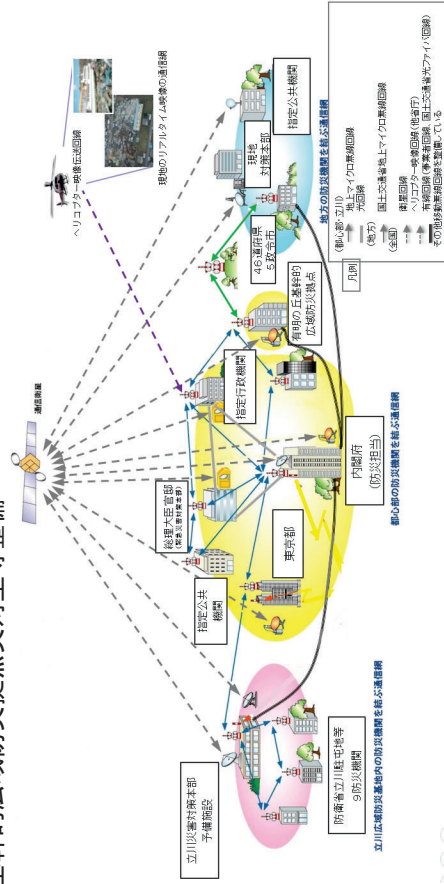 通信衛星
ヘリコプター映像伝送回線
現地のリアルタイム映像の通信網
立川災害対策本部
予備施設
指定公共
機関
総理大臣官邸
(緊急災害対策本部)
指定行政機関
46道府県
5政令市
現地
対策本部
指定公共機関
防衛省立川駐屯地等
9防災機関
東京都
内閣府
(防災担当)
有明の丘基幹的
広域防災拠点
立川広域防災基地内の防災機関を結ぶ通信網
都心部の防災機関を結ぶ通信網
地方の防災機関を結ぶ通信網
凡例
(都心部・立川)
地上マイクロ無線回線
光回線
(地方)
国土交通省地上マイクロ無線回線
(全国)
衛星回線
ヘリコプター映像回線(他省庁)
有線回線(事業者回線、国土交通省光ファイバ回線)
その他移動無線回線を整備している